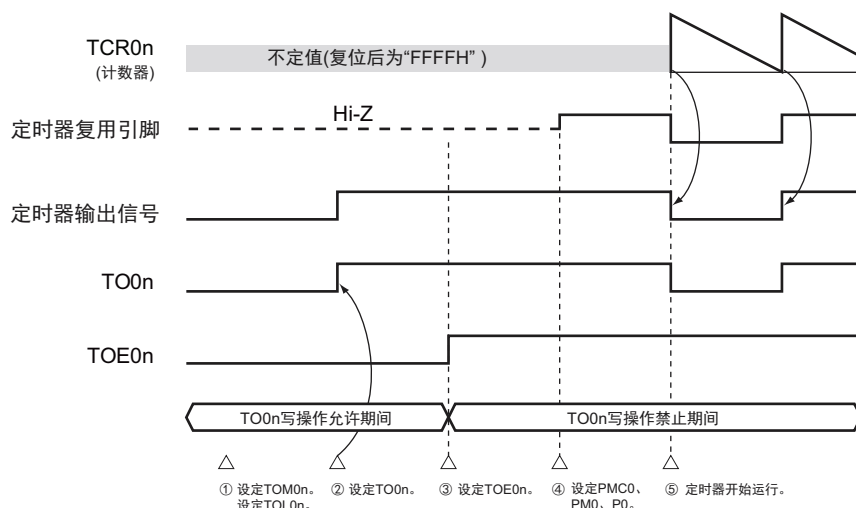 TCR0n
(计数器)
不定值(复位后为“FFFFH” )
定时器复用引脚
Hi-Z
定时器输出信号
TO0n
TOE0n
TO0n写操作允许期间
TO0n写操作禁止期间
① 设定TOM0n。
设定TOL0n。
② 设定TO0n。
③ 设定TOE0n。
④ 设定PMC0、
PM0、P0。
⑤ 定时器开始运行。